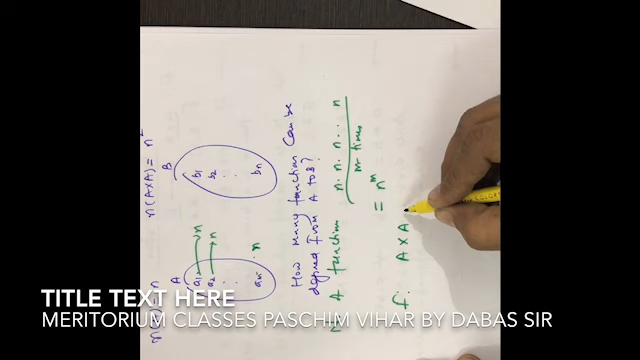 n(A×A) = n²
A B
a₁ → n b₁
a₂ → n b₂
. .
. .
aₘ . n bₙ
How many function can be
defined from A to B?
A function n. n. n . . . n
m times
= nᵐ
f: A × A
TITLE TEXT HERE
MERITORIUM CLASSES PASCHIM VIHAR BY DABAS SIR